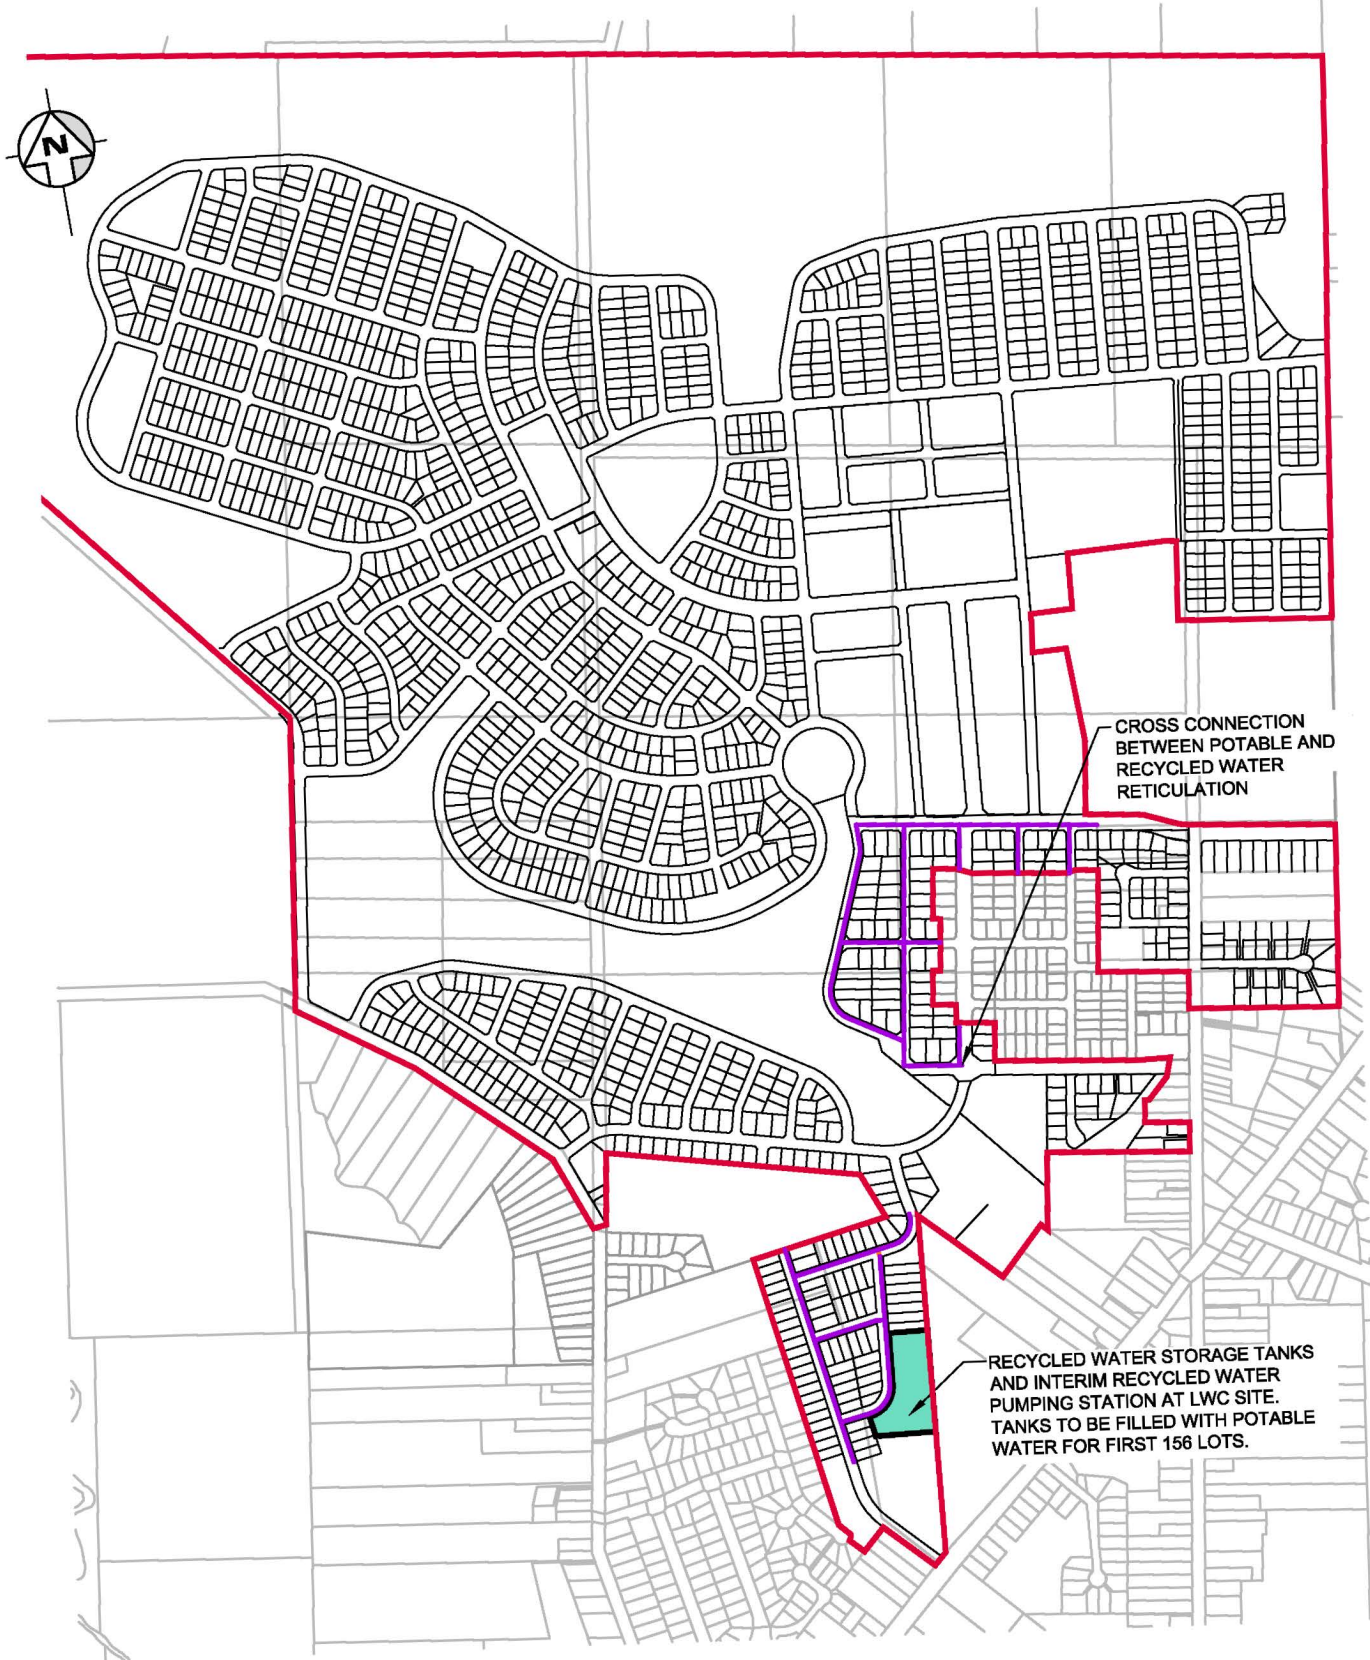 N
CROSS CONNECTION
BETWEEN POTABLE AND
RECYCLED WATER
RETICULATION
RECYCLED WATER STORAGE TANKS
AND INTERIM RECYCLED WATER
PUMPING STATION AT LWC SITE.
TANKS TO BE FILLED WITH POTABLE
WATER FOR FIRST 156 LOTS.